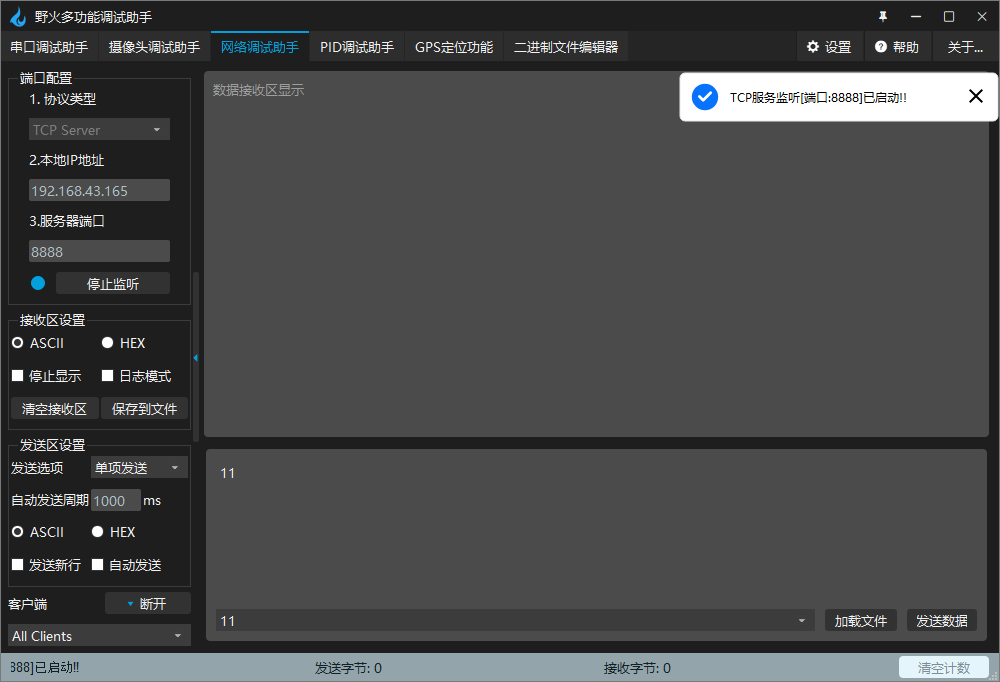 野火多功能调试助手
串口调试助手 摄像头调试助手 网络调试助手 PID调试助手 GPS定位功能 二进制文件编辑器 设置 帮助 关于...
端口配置
1. 协议类型
TCP Server
2.本地IP地址
192.168.43.165
3.服务器端口
8888
停止监听
接收区设置
ASCII HEX
停止显示 日志模式
清空接收区 保存到文件
发送区设置
发送选项 单项发送
自动发送周期 1000 ms
ASCII HEX
发送新行 自动发送
客户端 断开
All Clients
数据接收区显示
TCP服务监听[端口:8888]已启动!!
11
11 加载文件 发送数据
888]已启动!! 发送字节: 0 接收字节: 0 清空计数